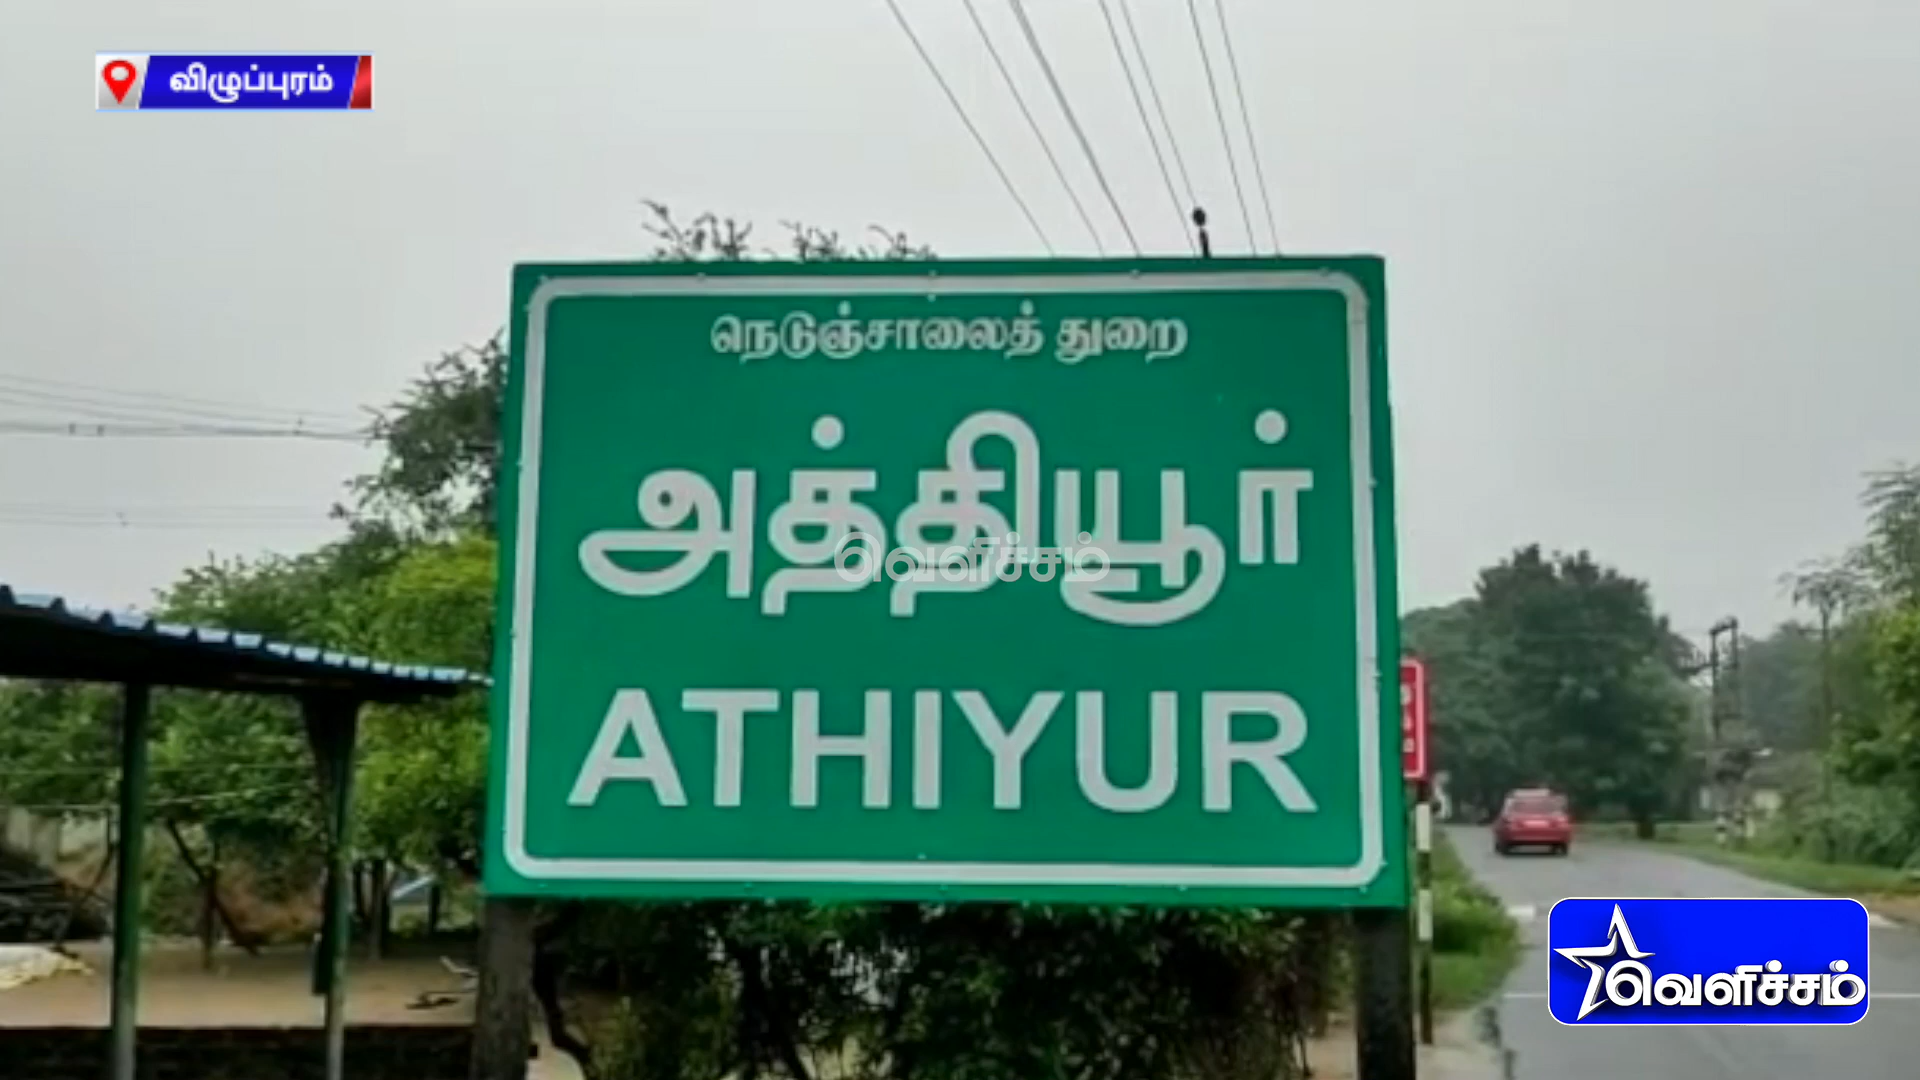 விழுப்புரம்
நெடுஞ்சாலைத் துறை
அத்தியூர்
வெளிச்சம்
ATHIYUR
வெளிச்சம்